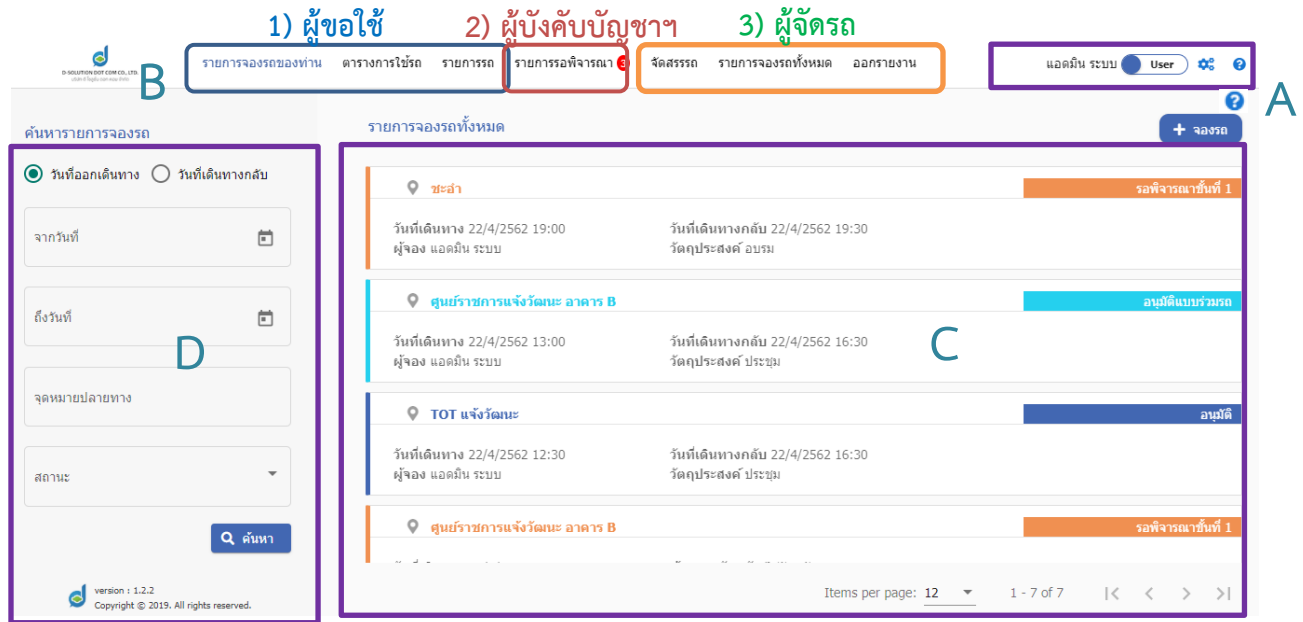 1) ผู้ขอใช้ 2) ผู้บังคับบัญชาฯ 3) ผู้จัดรถ
D-SOLUTION DOT COM CO., LTD.
B
รายการจองรถของท่าน ตารางการใช้รถ รายการรถ รายการรอพิจารณา 3 จัดสรรรถ รายการจองรถทั้งหมด ออกรายงาน
แอดมิน ระบบ User
A
ค้นหารายการจองรถ
รายการจองรถทั้งหมด
+ จองรถ
วันที่ออกเดินทาง วันที่เดินทางกลับ
จากวันที่
ถึงวันที่
D
จุดหมายปลายทาง
สถานะ
ค้นหา
version : 1.2.2
Copyright © 2019. All rights reserved.
ชะอำ รอพิจารณาชั้นที่ 1
วันที่เดินทาง 22/4/2562 19:00 วันที่เดินทางกลับ 22/4/2562 19:30
ผู้จอง แอดมิน ระบบ วัตถุประสงค์ อบรม
ศูนย์ราชการแจ้งวัฒนะ อาคาร B อนุมัติแบบร่วมรถ
วันที่เดินทาง 22/4/2562 13:00 วันที่เดินทางกลับ 22/4/2562 16:30
ผู้จอง แอดมิน ระบบ วัตถุประสงค์ ประชุม
C
TOT แจ้งวัฒนะ อนุมัติ
วันที่เดินทาง 22/4/2562 12:30 วันที่เดินทางกลับ 22/4/2562 16:30
ผู้จอง แอดมิน ระบบ วัตถุประสงค์ ประชุม
ศูนย์ราชการแจ้งวัฒนะ อาคาร B รอพิจารณาชั้นที่ 1
Items per page: 12 1 - 7 of 7